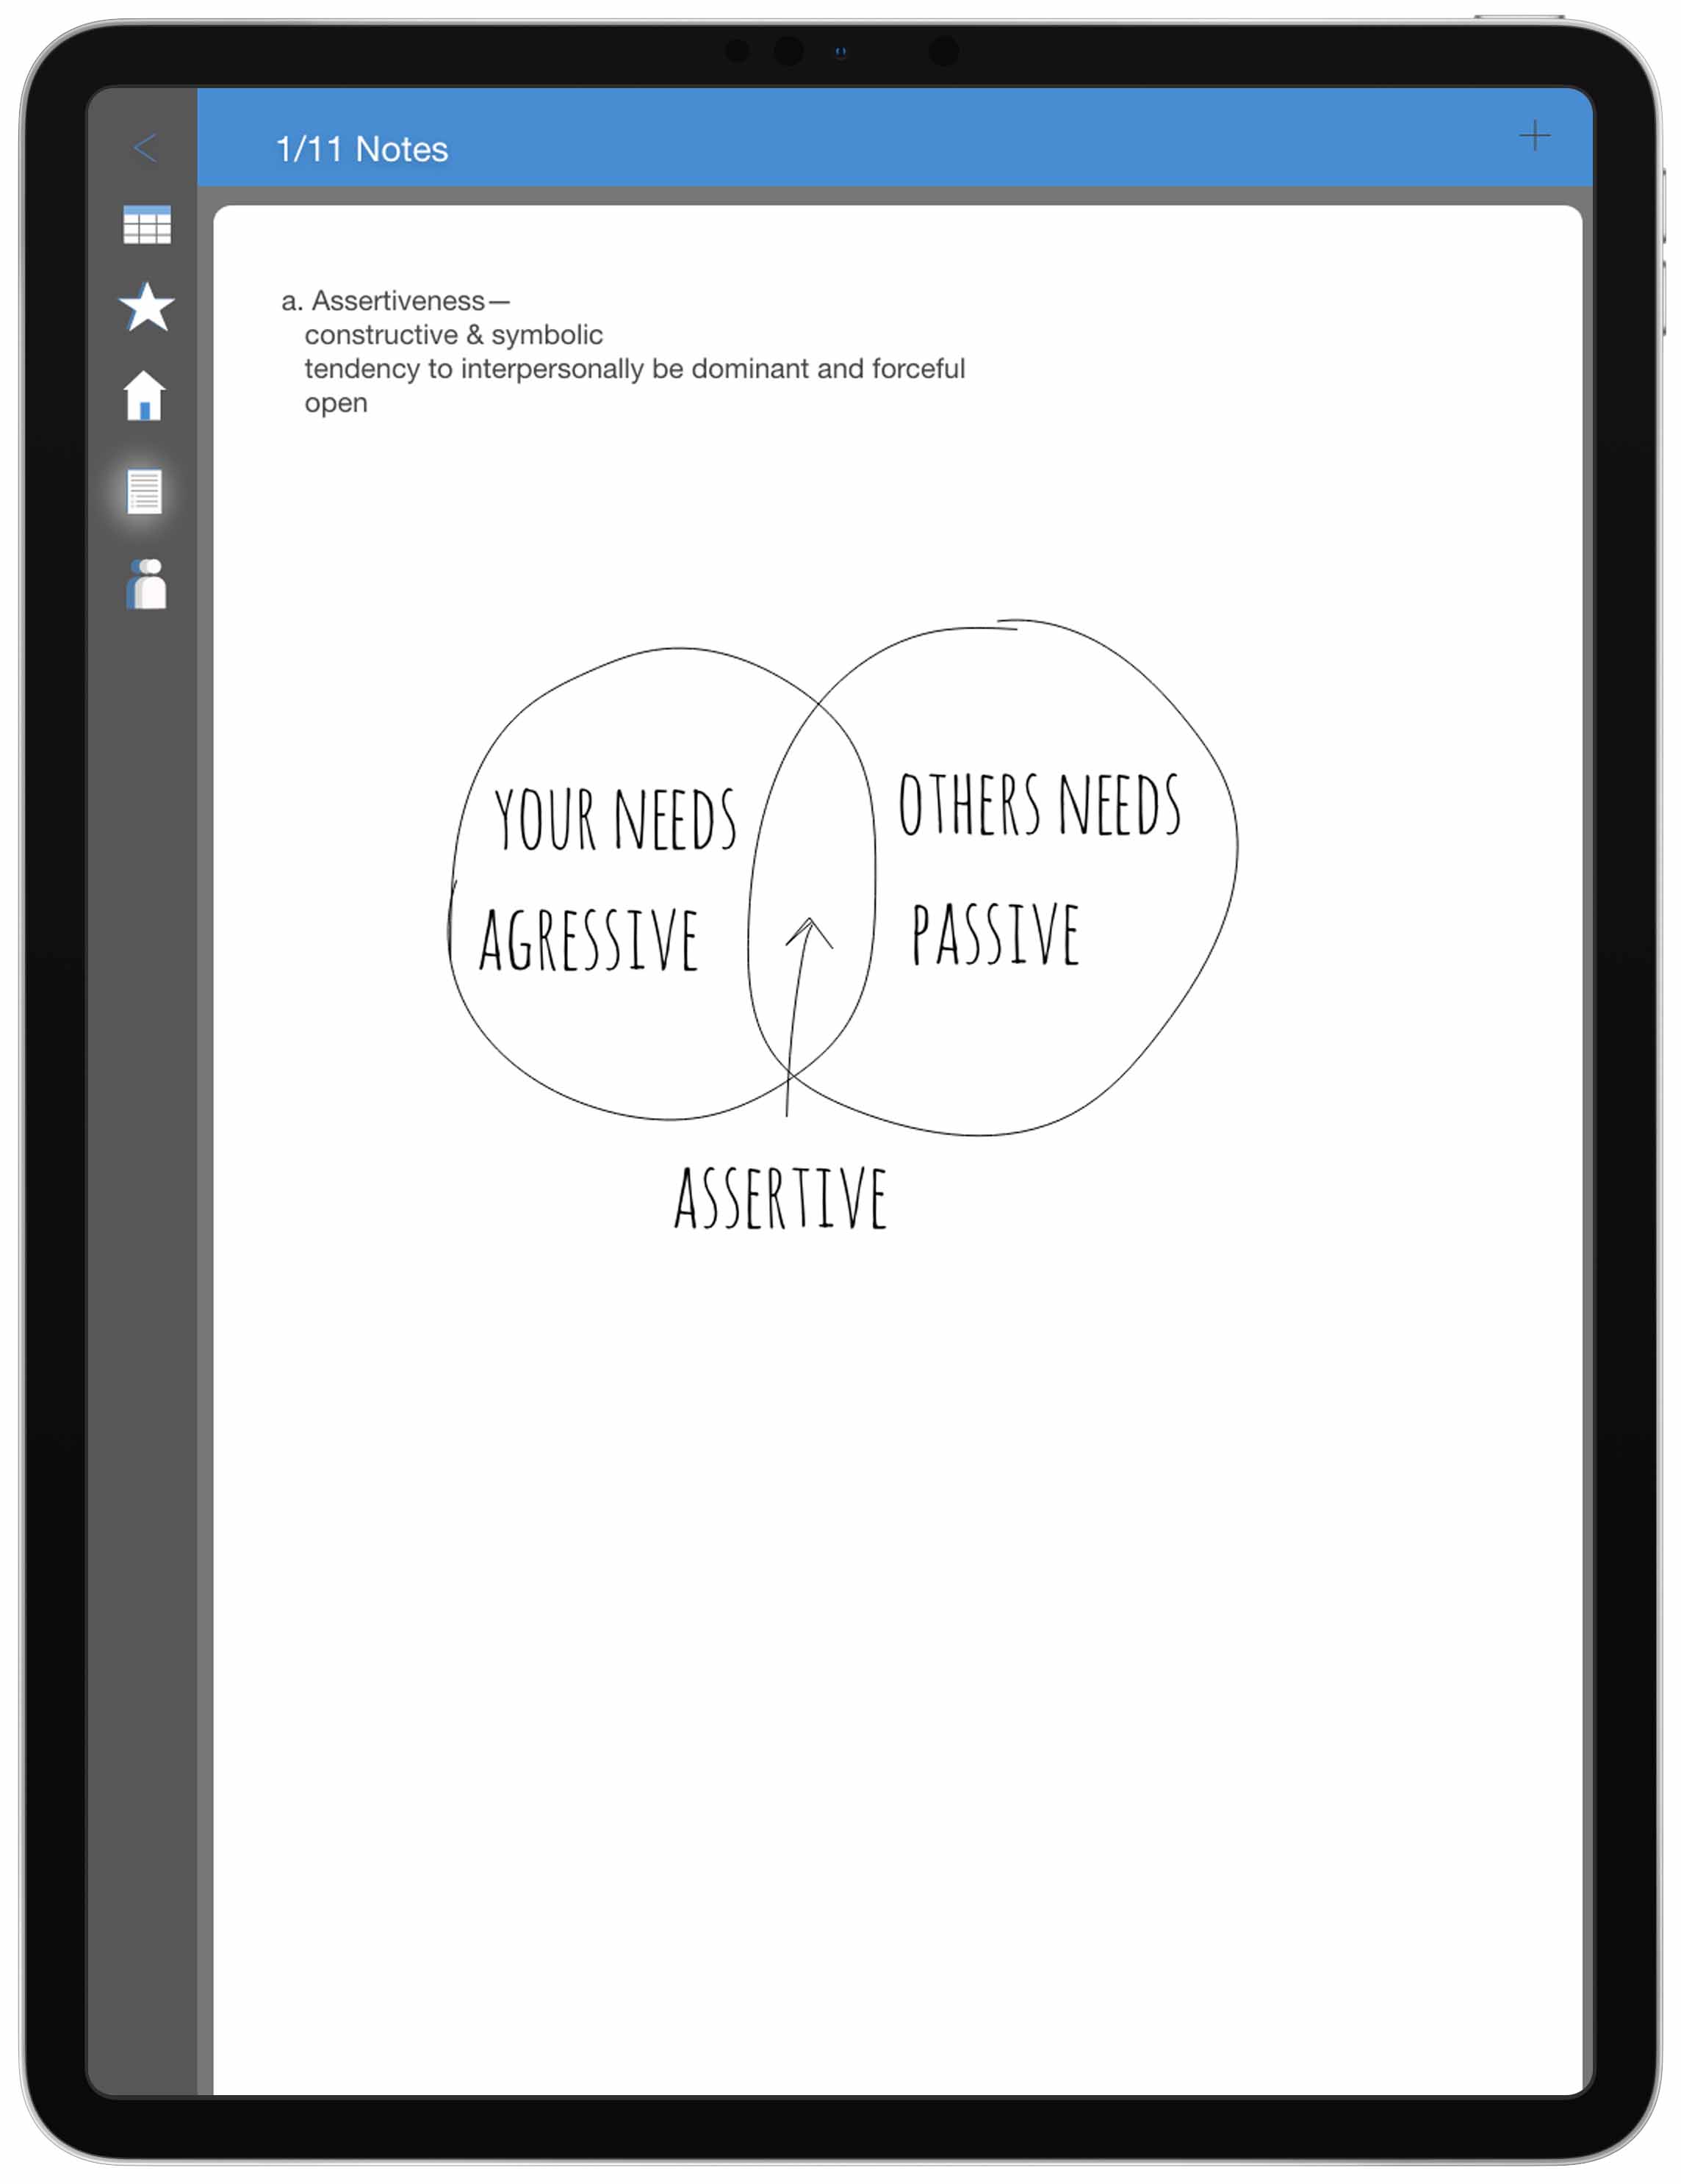 1/11 Notes
a. Assertiveness—
constructive & symbolic
tendency to interpersonally be dominant and forceful
open
YOUR NEEDS
OTHERS NEEDS
AGRESSIVE
PASSIVE
ASSERTIVE